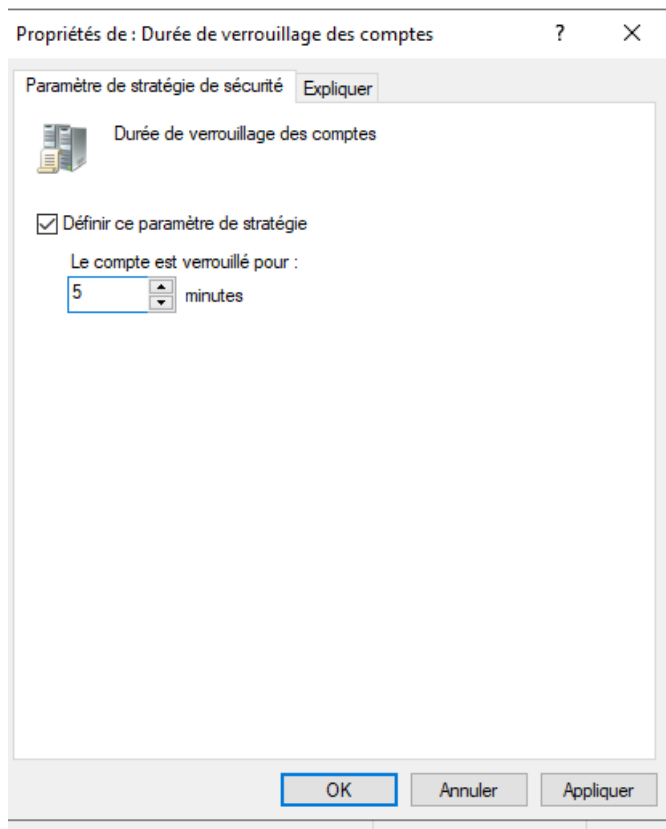 Propriétés de : Durée de verrouillage des comptes ? ✕
Paramètre de stratégie de sécurité Expliquer
Durée de verrouillage des comptes
Définir ce paramètre de stratégie
Le compte est verrouillé pour :
5 minutes
OK Annuler Appliquer